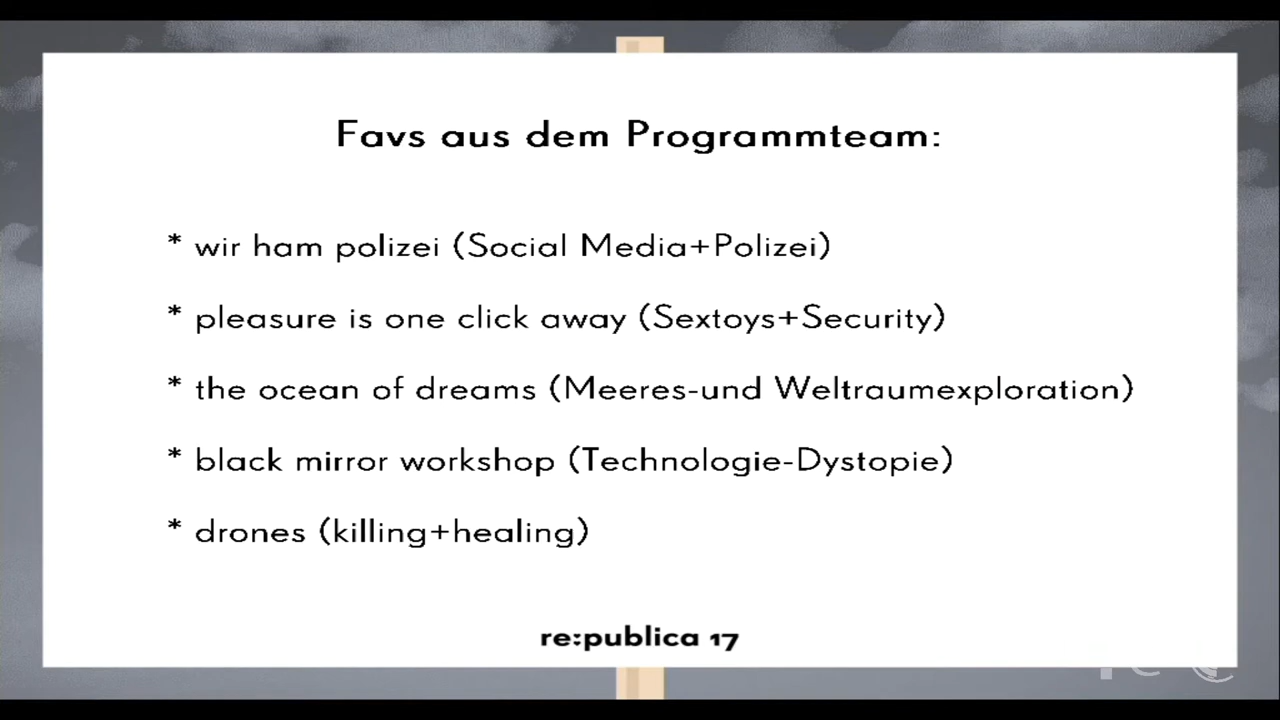 Favs aus dem Programmteam:
* wir ham polizei (Social Media+Polizei)
* pleasure is one click away (Sextoys+Security)
* the ocean of dreams (Meeres-und Weltraumexploration)
* black mirror workshop (Technologie-Dystopie)
* drones (killing+healing)
re:publica 17